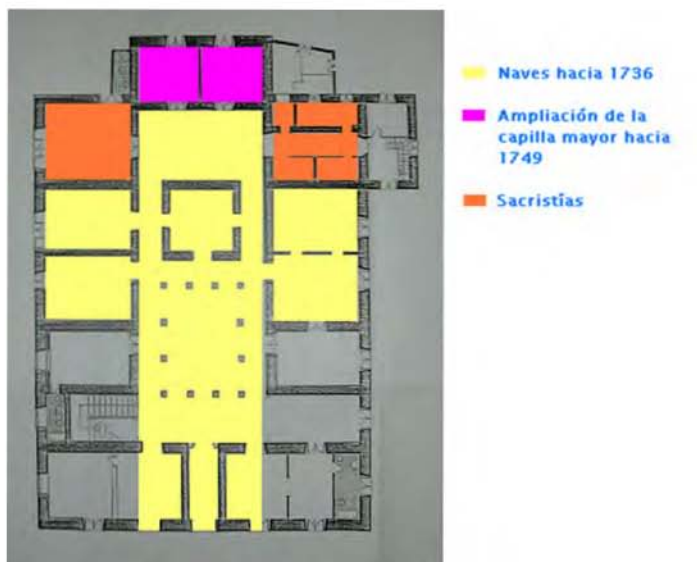 Naves hacia 1736
Ampliación de la
capilla mayor hacia
1749
Sacristías